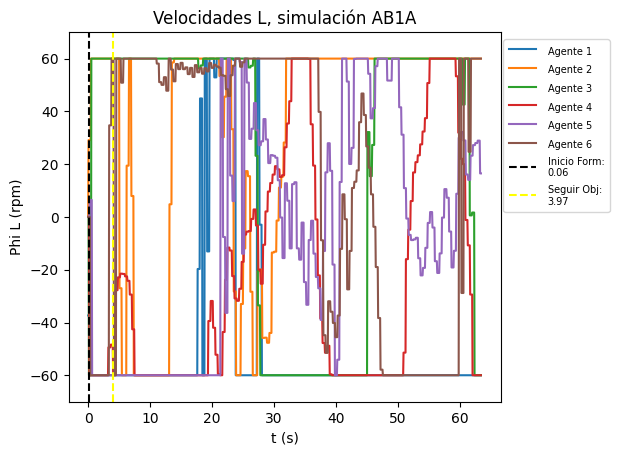 Velocidades L, simulación AB1A
Phi L (rpm)
60
40
20
0
−20
−40
−60
0
10
20
30
40
50
60
t (s)
Agente 1
Agente 2
Agente 3
Agente 4
Agente 5
Agente 6
Inicio Form:
0.06
Seguir Obj:
3.97